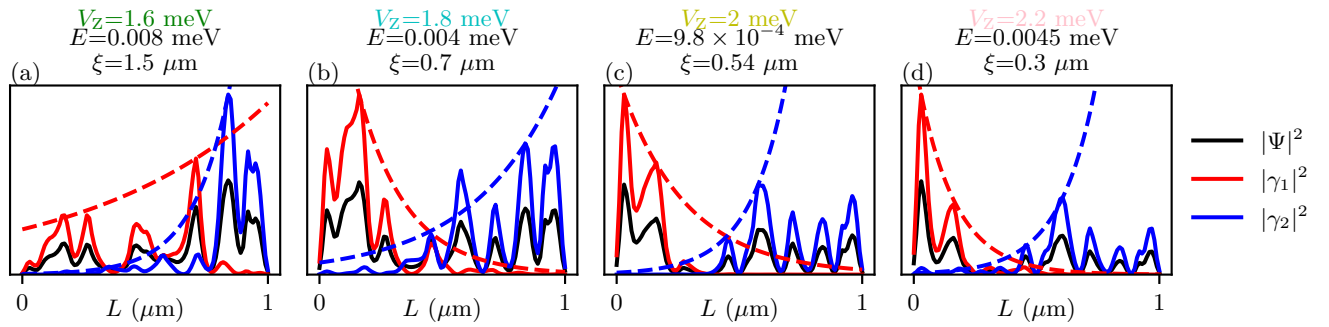 V_Z=1.6 meV
E=0.008 meV
ξ=1.5 μm
(a)
0
1
L (μm)
V_Z=1.8 meV
E=0.004 meV
ξ=0.7 μm
(b)
0
1
L (μm)
V_Z=2 meV
E=9.8 × 10⁻⁴ meV
ξ=0.54 μm
(c)
0
1
L (μm)
V_Z=2.2 meV
E=0.0045 meV
ξ=0.3 μm
(d)
0
1
L (μm)
|Ψ|²
|γ₁|²
|γ₂|²